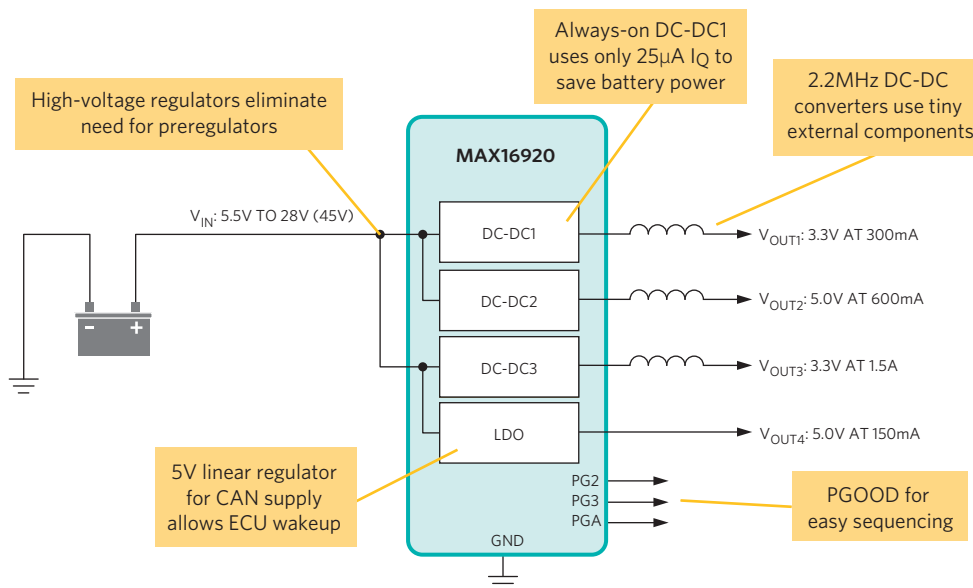 Always-on DC-DC1
uses only 25μA IQ to
save battery power
High-voltage regulators eliminate
need for preregulators
2.2MHz DC-DC
converters use tiny
external components
MAX16920
VIN: 5.5V TO 28V (45V)
DC-DC1
VOUT1: 3.3V AT 300mA
DC-DC2
VOUT2: 5.0V AT 600mA
- +
DC-DC3
VOUT3: 3.3V AT 1.5A
LDO
VOUT4: 5.0V AT 150mA
5V linear regulator
for CAN supply
allows ECU wakeup
PG2
PG3
PGA
PGOOD for
easy sequencing
GND